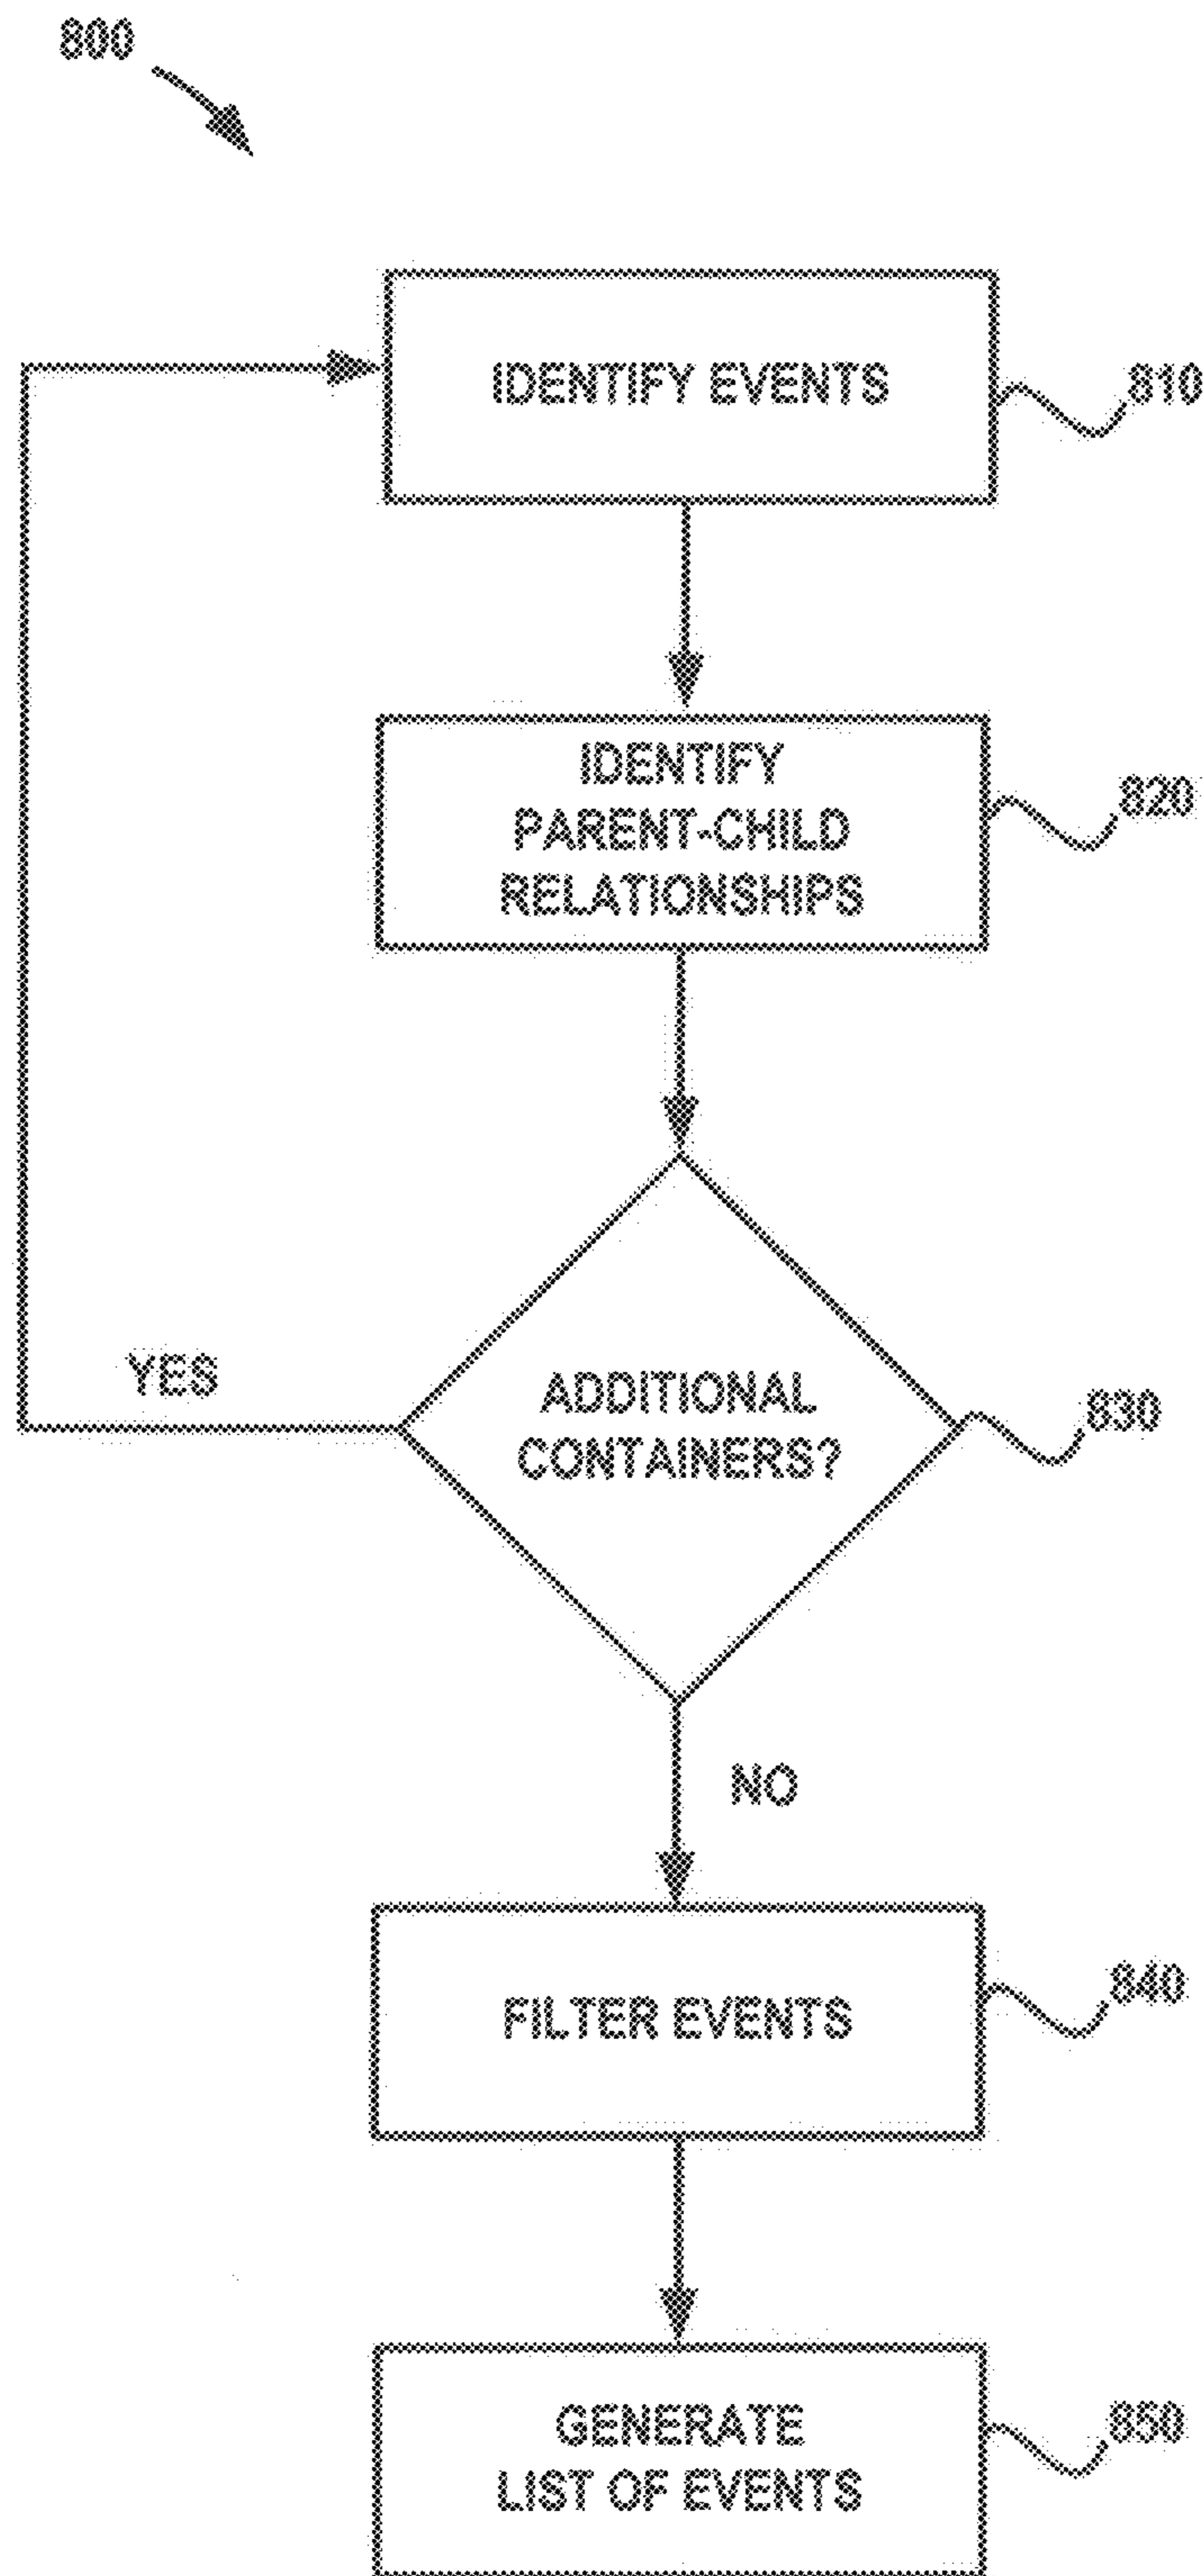 800
IDENTIFY EVENTS
810
IDENTIFY
PARENT-CHILD
RELATIONSHIPS
820
YES
ADDITIONAL
CONTAINERS?
830
NO
FILTER EVENTS
840
GENERATE
LIST OF EVENTS
850